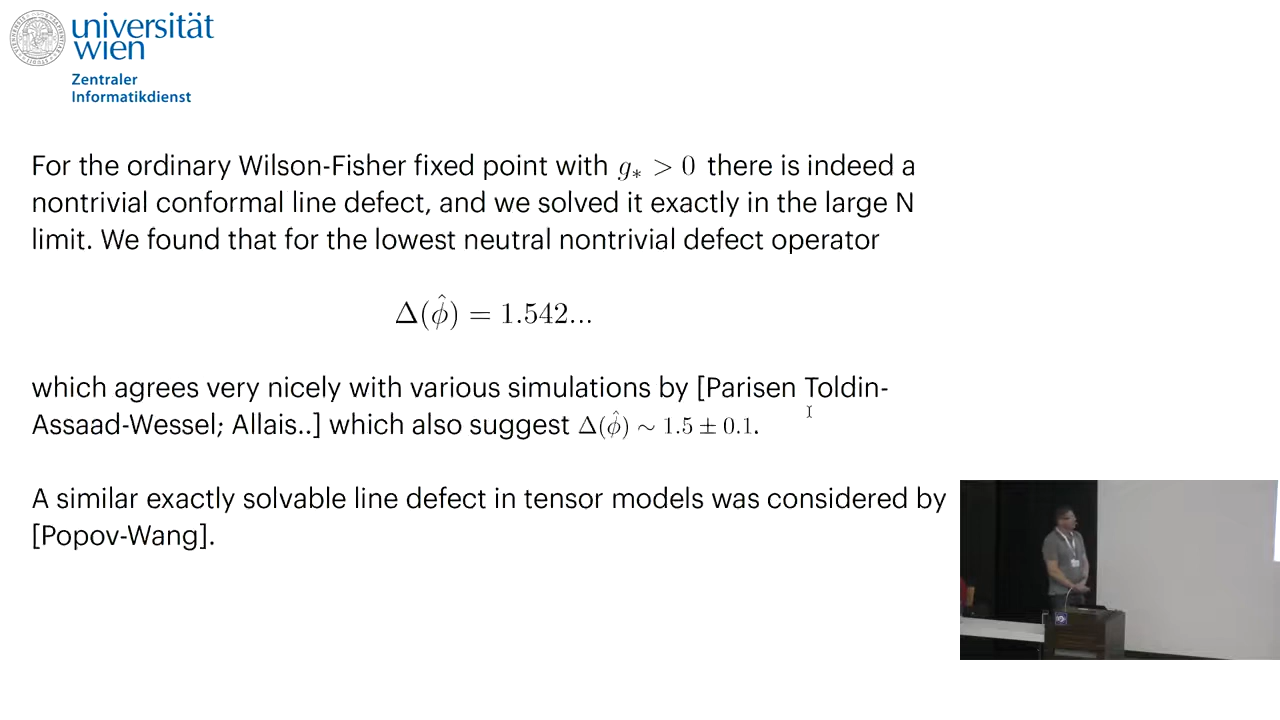 universität
wien
Zentraler
Informatikdienst
For the ordinary Wilson-Fisher fixed point with g_* > 0 there is indeed a
nontrivial conformal line defect, and we solved it exactly in the large N
limit. We found that for the lowest neutral nontrivial defect operator
Δ(φ̂) = 1.542...
which agrees very nicely with various simulations by [Parisen Toldin-
Assaad-Wessel; Allais..] which also suggest Δ(φ̂) ∼ 1.5 ± 0.1.
A similar exactly solvable line defect in tensor models was considered by
[Popov-Wang].